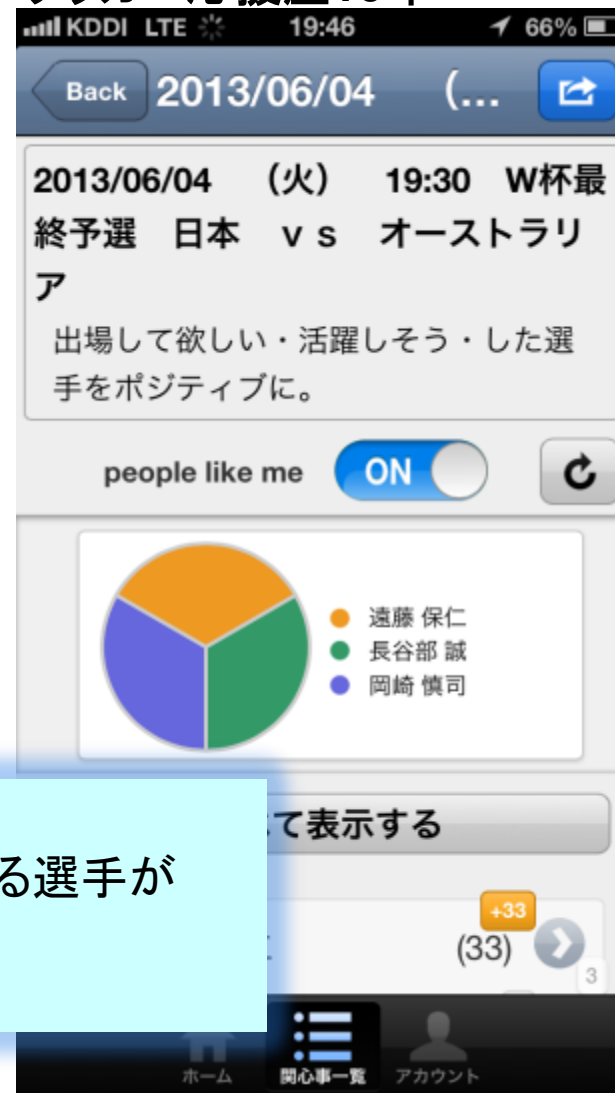 KDDI LTE 19:46 66%
Back 2013/06/04 (...
2013/06/04 (火) 19:30 W杯最
終予選 日本 ｖｓ オーストラリ
ア
出場して欲しい・活躍しそう・した選
手をポジティブに。
people like me ON
遠藤 保仁
長谷部 誠
岡崎 慎司
て表示する
る選手が
+33
(33)
3
ホーム 関心事一覧 アカウント